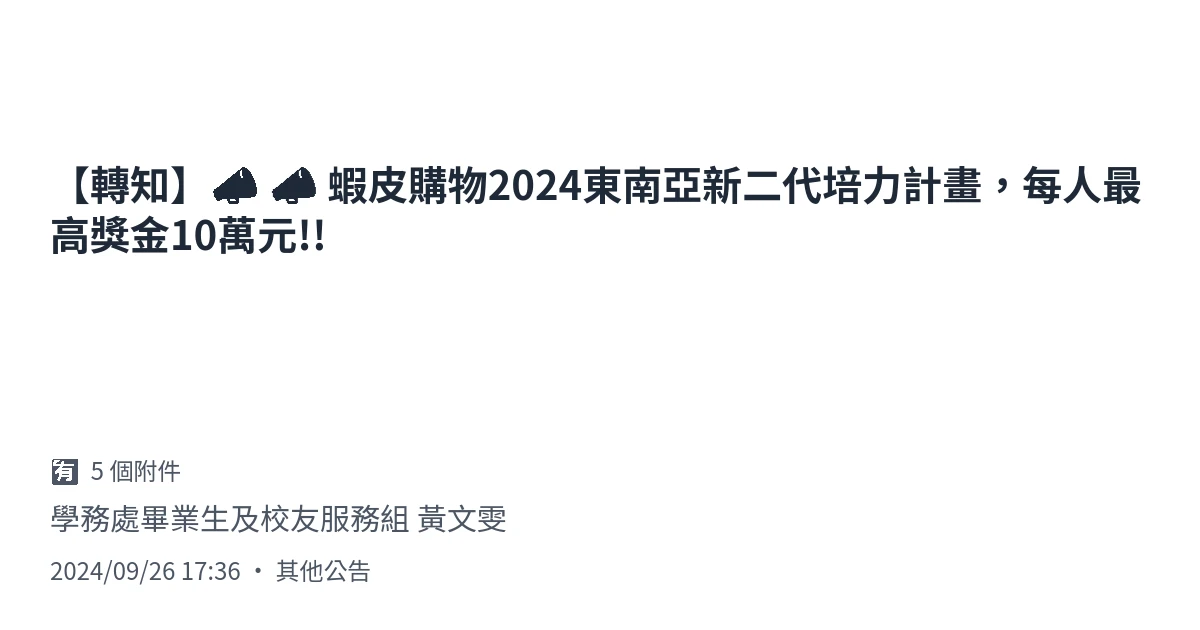 【轉知】📣 📣 蝦皮購物2024東南亞新二代培力計畫，每人最
高獎金10萬元!!
🈶 5 個附件
學務處畢業生及校友服務組 黃文雯
2024/09/26 17:36 ・ 其他公告